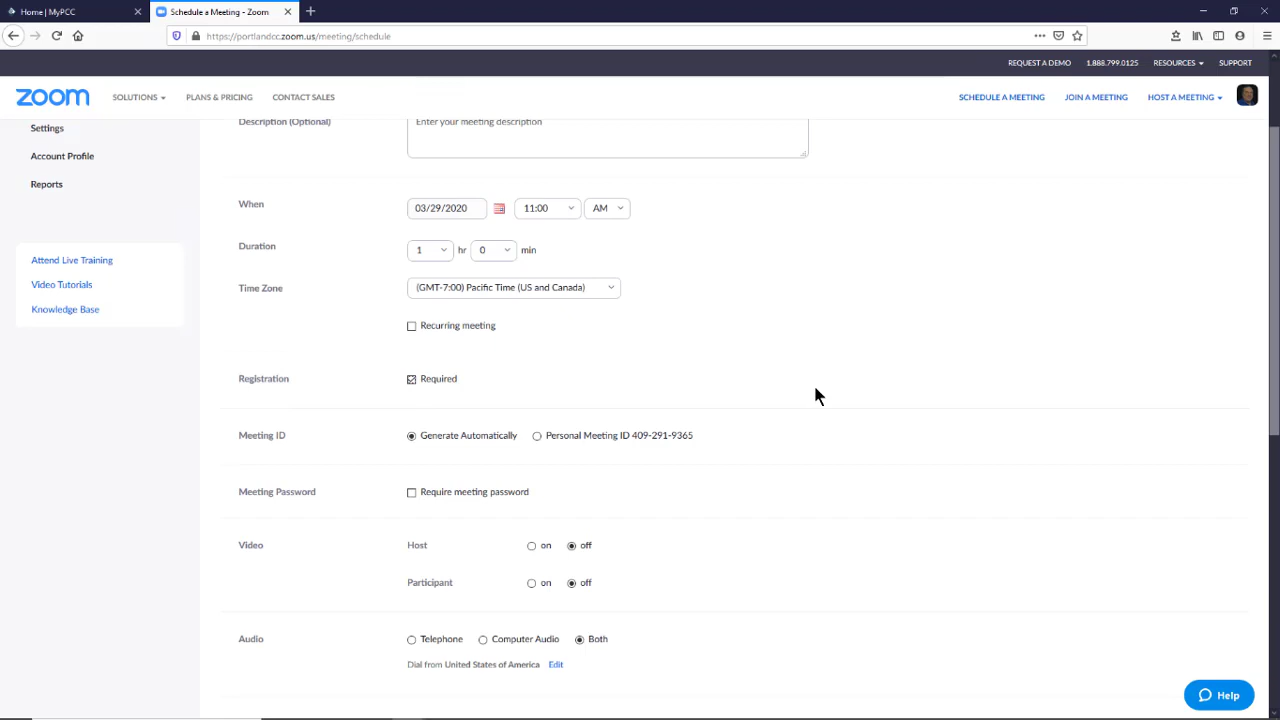 Home | MyPCC
Schedule a Meeting - Zoom
https://portlandcc.zoom.us/meeting/schedule
REQUEST A DEMO 1.888.799.0125 RESOURCES SUPPORT
zoom SOLUTIONS PLANS & PRICING CONTACT SALES SCHEDULE A MEETING JOIN A MEETING HOST A MEETING
Settings
Account Profile
Reports
Attend Live Training
Video Tutorials
Knowledge Base
Description (Optional) Enter your meeting description
When 03/29/2020 11:00 AM
Duration 1 hr 0 min
Time Zone (GMT-7:00) Pacific Time (US and Canada)
Recurring meeting
Registration Required
Meeting ID Generate Automatically Personal Meeting ID 409-291-9365
Meeting Password Require meeting password
Video Host on off
Participant on off
Audio Telephone Computer Audio Both
Dial from United States of America Edit
Help